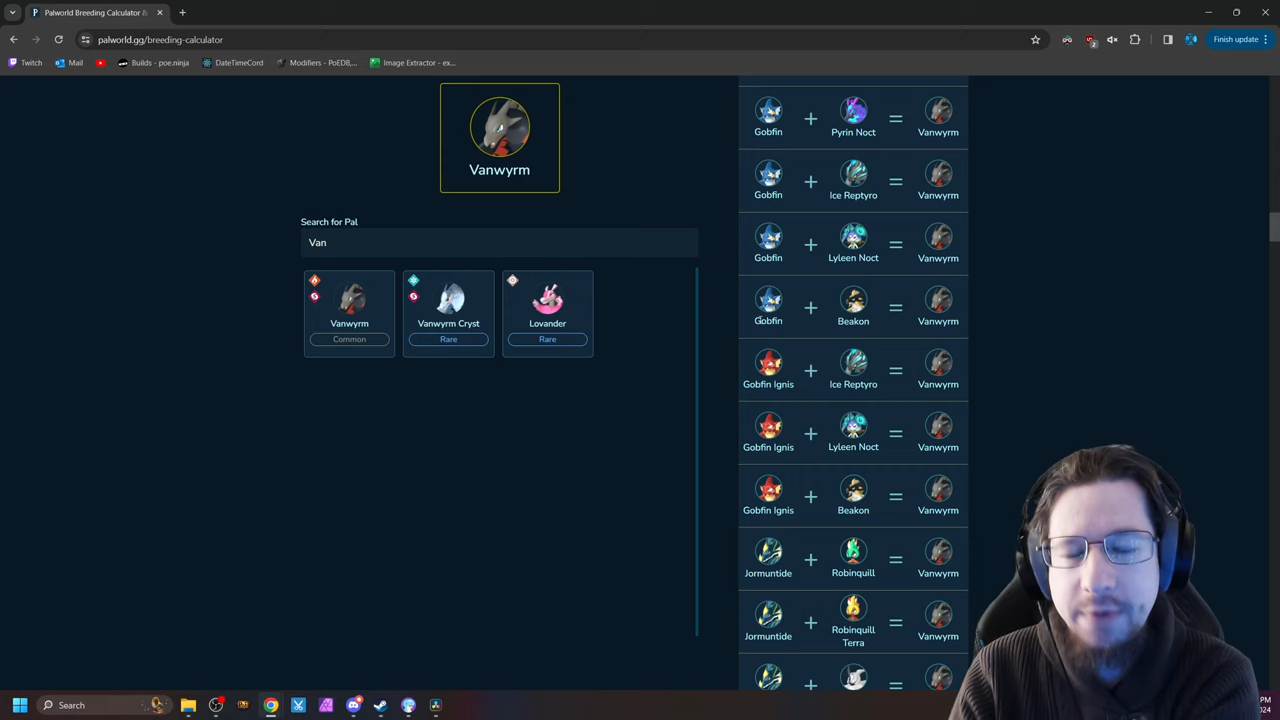 Palworld Breeding Calculator &
palworld.gg/breeding-calculator
Finish update
Twitch
Mail
Builds - poe.ninja
DateTimeCord
Modifiers - PoEDB,...
Image Extractor - ex...
Vanwyrm
Search for Pal
Van
Vanwyrm
Common
Vanwyrm Cryst
Rare
Lovander
Rare
Gobfin + Pyrin Noct = Vanwyrm
Gobfin + Ice Reptyro = Vanwyrm
Gobfin + Lyleen Noct = Vanwyrm
Gobfin + Beakon = Vanwyrm
Gobfin Ignis + Ice Reptyro = Vanwyrm
Gobfin Ignis + Lyleen Noct = Vanwyrm
Gobfin Ignis + Beakon = Vanwyrm
Jormuntide + Robinquill = Vanwyrm
Jormuntide + Robinquill Terra = Vanwyrm
+ =
Search
PM